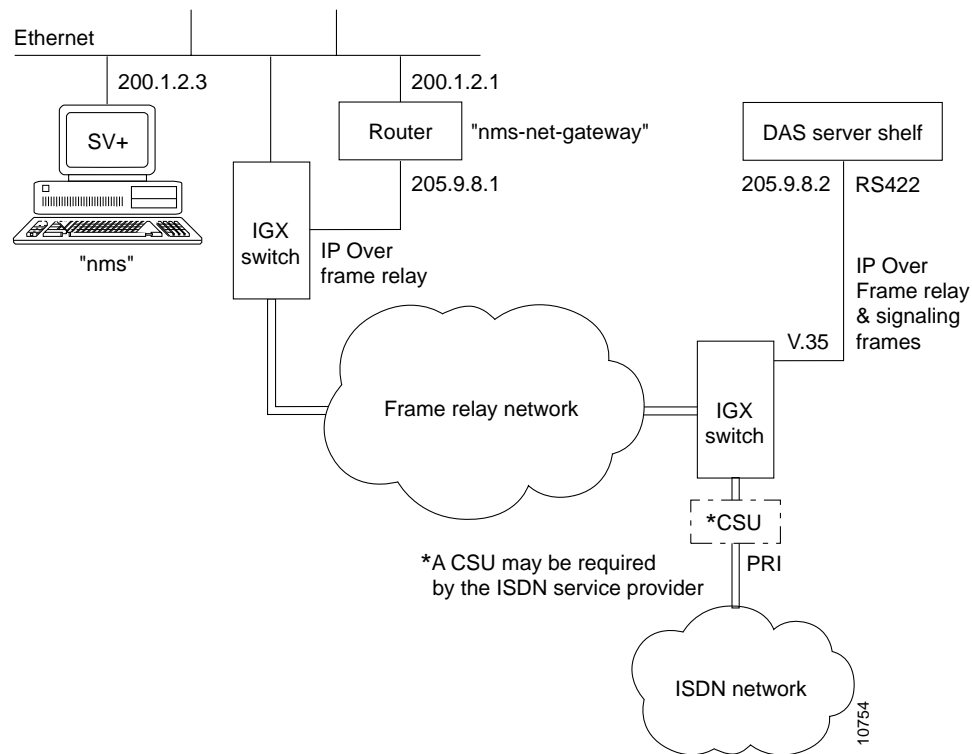 Ethernet
200.1.2.3
200.1.2.1
SV+
Router
"nms-net-gateway"
DAS server shelf
205.9.8.1
205.9.8.2
RS422
"nms"
IGX
switch
IP Over
frame relay
IP Over
Frame relay
& signaling
frames
V.35
Frame relay network
IGX
switch
*CSU
*A CSU may be required
by the ISDN service provider
PRI
ISDN network
10754